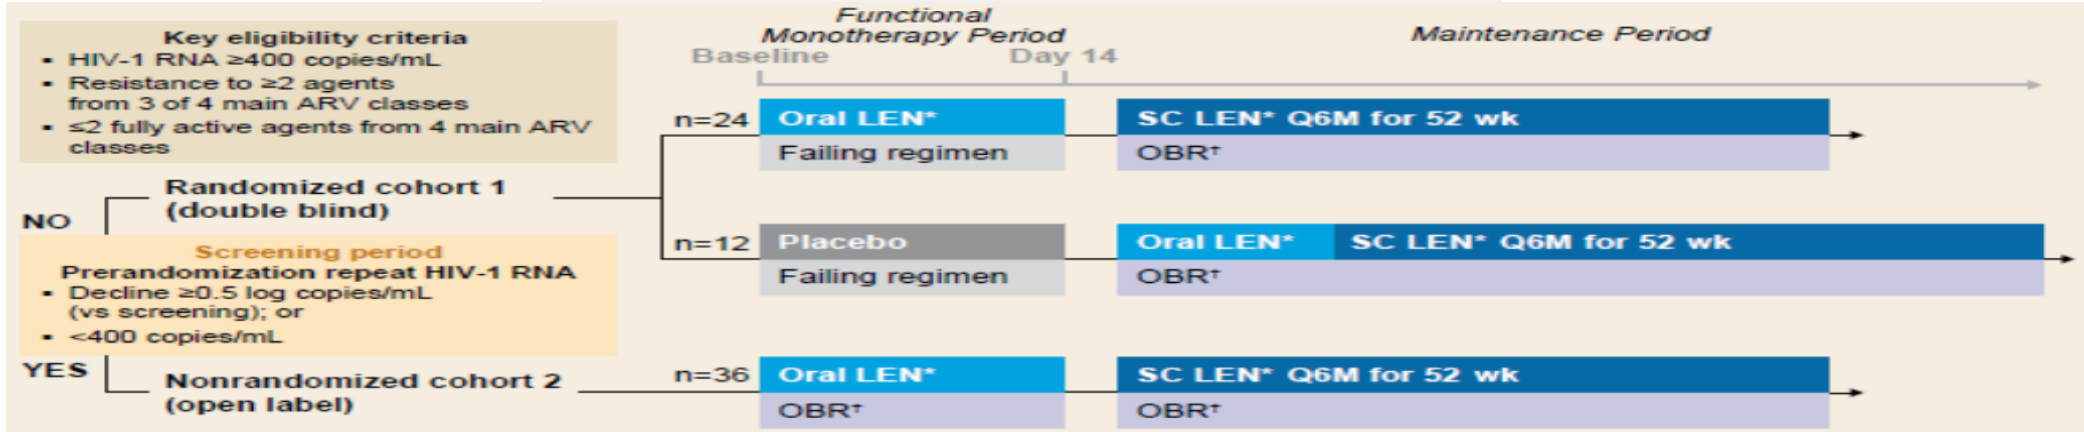 Key eligibility criteria
▪ HIV-1 RNA ≥400 copies/mL
▪ Resistance to ≥2 agents
from 3 of 4 main ARV classes
▪ ≤2 fully active agents from 4 main ARV
classes
Functional
Monotherapy Period
Maintenance Period
Baseline
Day 14
NO
Randomized cohort 1
(double blind)
n=24
Oral LEN*
SC LEN* Q6M for 52 wk
Failing regimen
OBR†
n=12
Placebo
Oral LEN*
SC LEN* Q6M for 52 wk
Failing regimen
OBR†
Screening period
Prerandomization repeat HIV-1 RNA
▪ Decline ≥0.5 log copies/mL
(vs screening); or
▪ <400 copies/mL
YES
Nonrandomized cohort 2
(open label)
n=36
Oral LEN*
SC LEN* Q6M for 52 wk
OBR†
OBR†